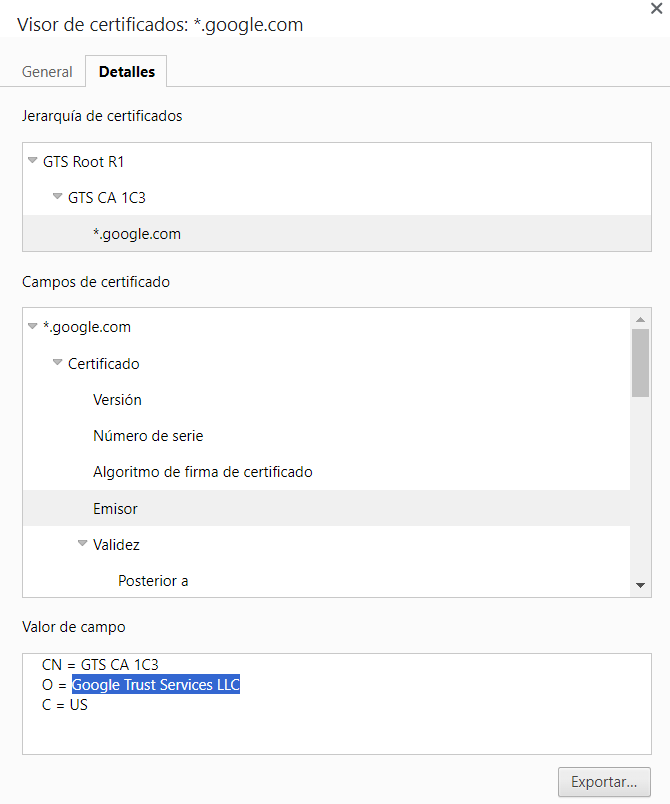 Visor de certificados: *.google.com
General
Detalles
Jerarquía de certificados
GTS Root R1
GTS CA 1C3
*.google.com
Campos de certificado
*.google.com
Certificado
Versión
Número de serie
Algoritmo de firma de certificado
Emisor
Validez
Posterior a
Valor de campo
CN = GTS CA 1C3
O = Google Trust Services LLC
C = US
Exportar...